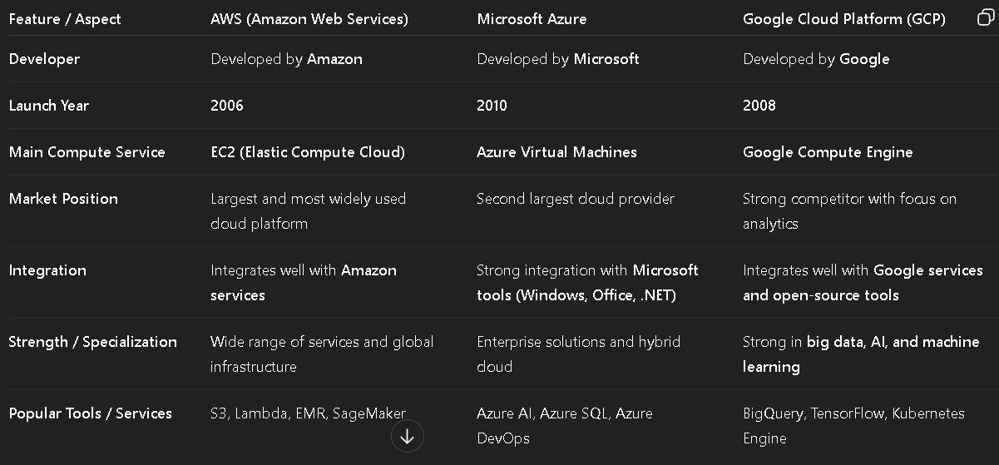 Feature / Aspect AWS (Amazon Web Services) Microsoft Azure Google Cloud Platform (GCP)
Developer Developed by Amazon Developed by Microsoft Developed by Google
Launch Year 2006 2010 2008
Main Compute Service EC2 (Elastic Compute Cloud) Azure Virtual Machines Google Compute Engine
Market Position Largest and most widely used Second largest cloud provider Strong competitor with focus on
cloud platform analytics
Integration Integrates well with Amazon Strong integration with Microsoft Integrates well with Google services
services tools (Windows, Office, .NET) and open-source tools
Strength / Specialization Wide range of services and global Enterprise solutions and hybrid Strong in big data, AI, and machine
infrastructure cloud learning
Popular Tools / Services S3, Lambda, EMR, SageMaker Azure AI, Azure SQL, Azure BigQuery, TensorFlow, Kubernetes
DevOps Engine